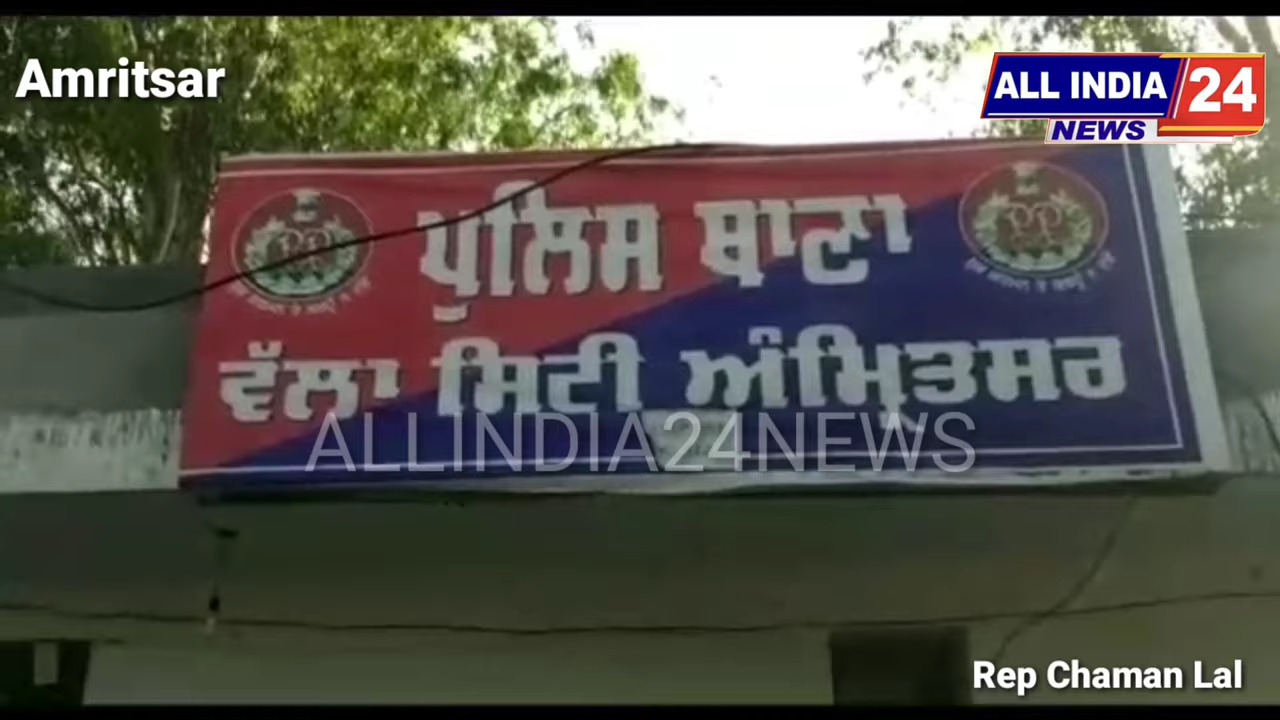 Amritsar
ALL INDIA 24
NEWS
ਪੁਲਿਸ ਥਾਣਾ
ਵੱਲਾ ਸਿਟੀ ਅੰਮ੍ਰਿਤਸਰ
ALLINDIA24NEWS
Rep Chaman Lal